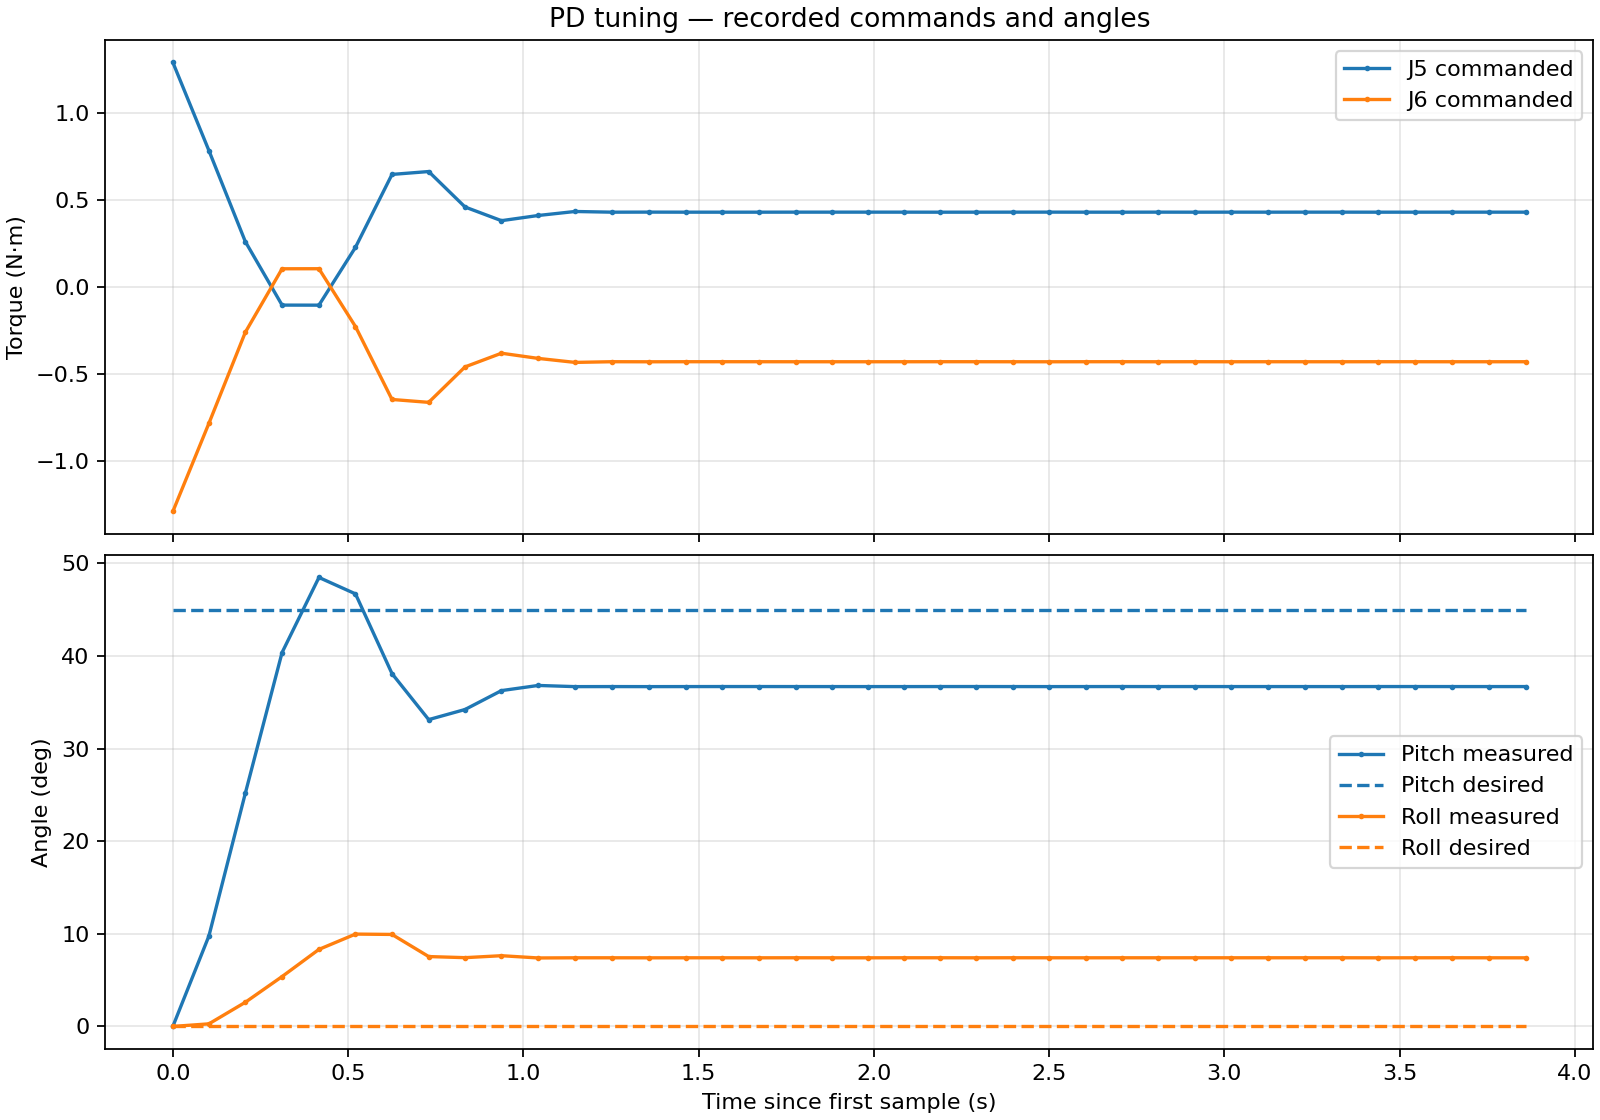 PD tuning — recorded commands and angles
Torque (N·m)
1.0
0.5
0.0
−0.5
−1.0
J5 commanded
J6 commanded
Angle (deg)
50
40
30
20
10
0
Pitch measured
Pitch desired
Roll measured
Roll desired
0.0 0.5 1.0 1.5 2.0 2.5 3.0 3.5 4.0
Time since first sample (s)